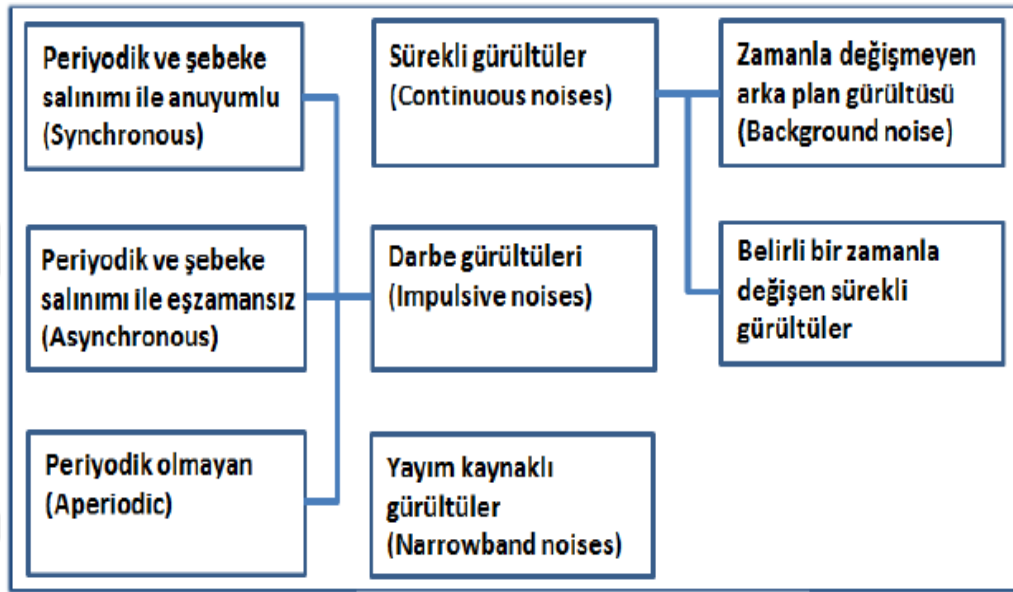 Periyodik ve şebeke
salınımı ile anuyumlu
(Synchronous)
Sürekli gürültüler
(Continuous noises)
Zamanla değişmeyen
arka plan gürültüsü
(Background noise)
Periyodik ve şebeke
salınımı ile eşzamansız
(Asynchronous)
Darbe gürültüleri
(Impulsive noises)
Belirli bir zamanla
değişen sürekli
gürültüler
Periyodik olmayan
(Aperiodic)
Yayım kaynaklı
gürültüler
(Narrowband noises)